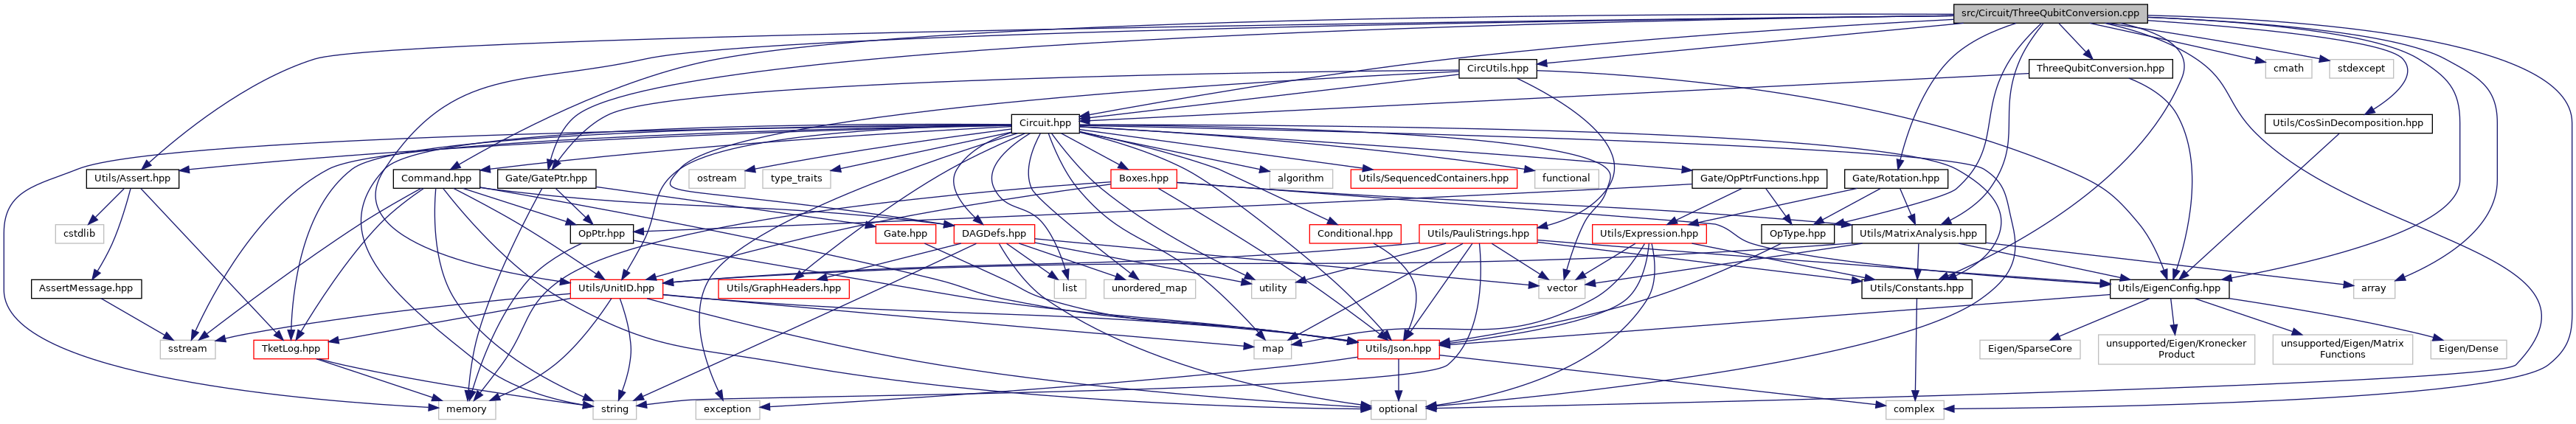 src/Circuit/ThreeQubitConversion.cpp
CircUtils.hpp
ThreeQubitConversion.hpp
cmath
stdexcept
Circuit.hpp
Utils/CosSinDecomposition.hpp
Utils/Assert.hpp
Command.hpp
Gate/GatePtr.hpp
ostream
type_traits
Boxes.hpp
algorithm
Utils/SequencedContainers.hpp
functional
Gate/OpPtrFunctions.hpp
Gate/Rotation.hpp
cstdlib
OpPtr.hpp
Gate.hpp
DAGDefs.hpp
Conditional.hpp
Utils/PauliStrings.hpp
Utils/Expression.hpp
OpType.hpp
Utils/MatrixAnalysis.hpp
AssertMessage.hpp
Utils/UnitID.hpp
Utils/GraphHeaders.hpp
list
unordered_map
utility
vector
Utils/Constants.hpp
Utils/EigenConfig.hpp
array
sstream
TketLog.hpp
map
Utils/Json.hpp
Eigen/SparseCore
unsupported/Eigen/Kronecker
Product
unsupported/Eigen/Matrix
Functions
Eigen/Dense
memory
string
exception
optional
complex